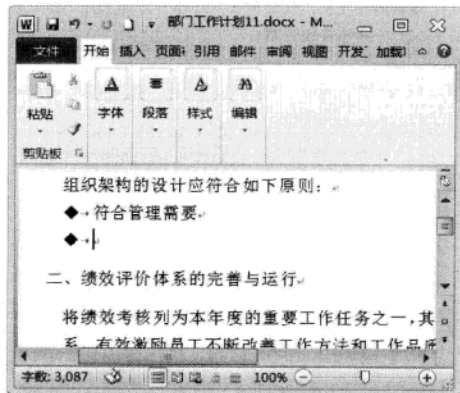 部门工作计划11.docx - M...
文件 开始 插入 页面 引用 邮件 审阅 视图 开发 加载
粘贴 字体 段落 样式 编辑
剪贴板
组织架构的设计应符合如下原则：
◆→符合管理需要
◆→
二、绩效评价体系的完善与运行
将绩效考核列为本年度的重要工作任务之一，其
系，有效激励员工不断改善工作方法和工作品质
字数: 3,087 100%